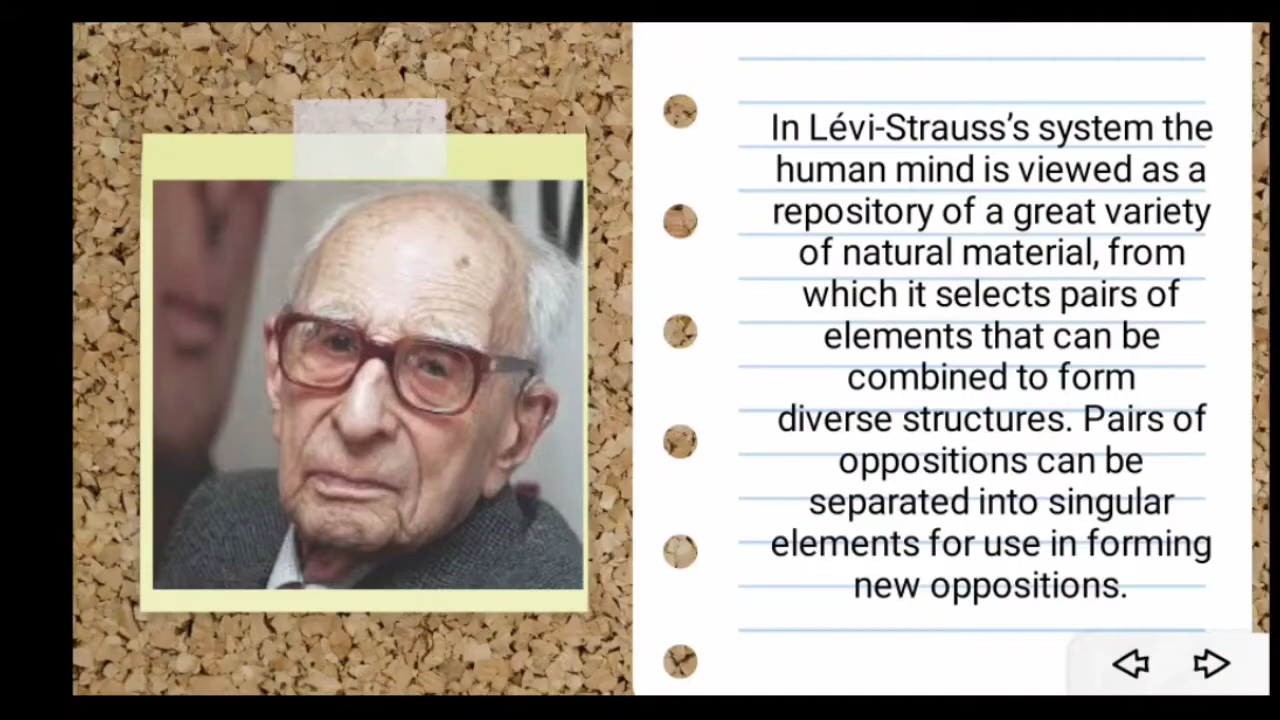 In Lévi-Strauss’s system the
human mind is viewed as a
repository of a great variety
of natural material, from
which it selects pairs of
elements that can be
combined to form
diverse structures. Pairs of
oppositions can be
separated into singular
elements for use in forming
new oppositions.